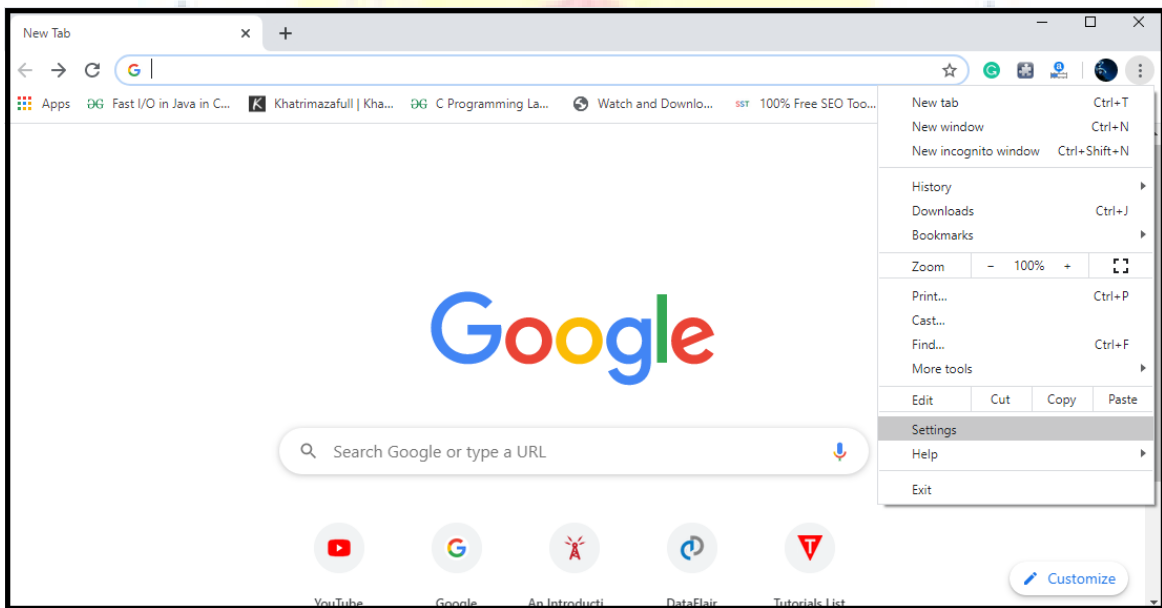 New Tab
G
Apps
Fast I/O in Java in C...
K
Khatrimazafull | Kha...
C Programming La...
Watch and Downlo...
SST
100% Free SEO Too...
New tab Ctrl+T
New window Ctrl+N
New incognito window Ctrl+Shift+N
History
Downloads Ctrl+J
Bookmarks
Zoom - 100% +
Print... Ctrl+P
Cast...
Find... Ctrl+F
More tools
Edit Cut Copy Paste
Settings
Help
Exit
Google
Search Google or type a URL
G
T
YouTube
Google
An Introducti
DataFlair
Tutorials List
Customize